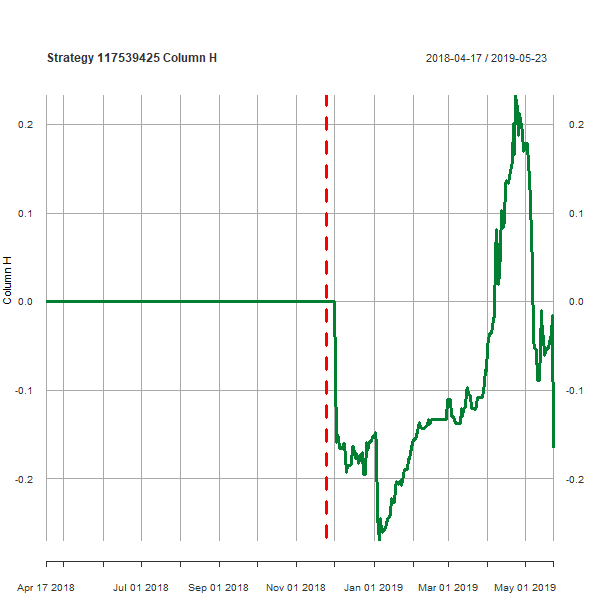 Strategy 117539425 Column H
2018-04-17 / 2019-05-23
0.2
0.2
0.1
0.1
Column H
0.0
0.0
-0.1
-0.1
-0.2
-0.2
Apr 17 2018
Jul 01 2018
Sep 01 2018
Nov 01 2018
Jan 01 2019
Mar 01 2019
May 01 2019